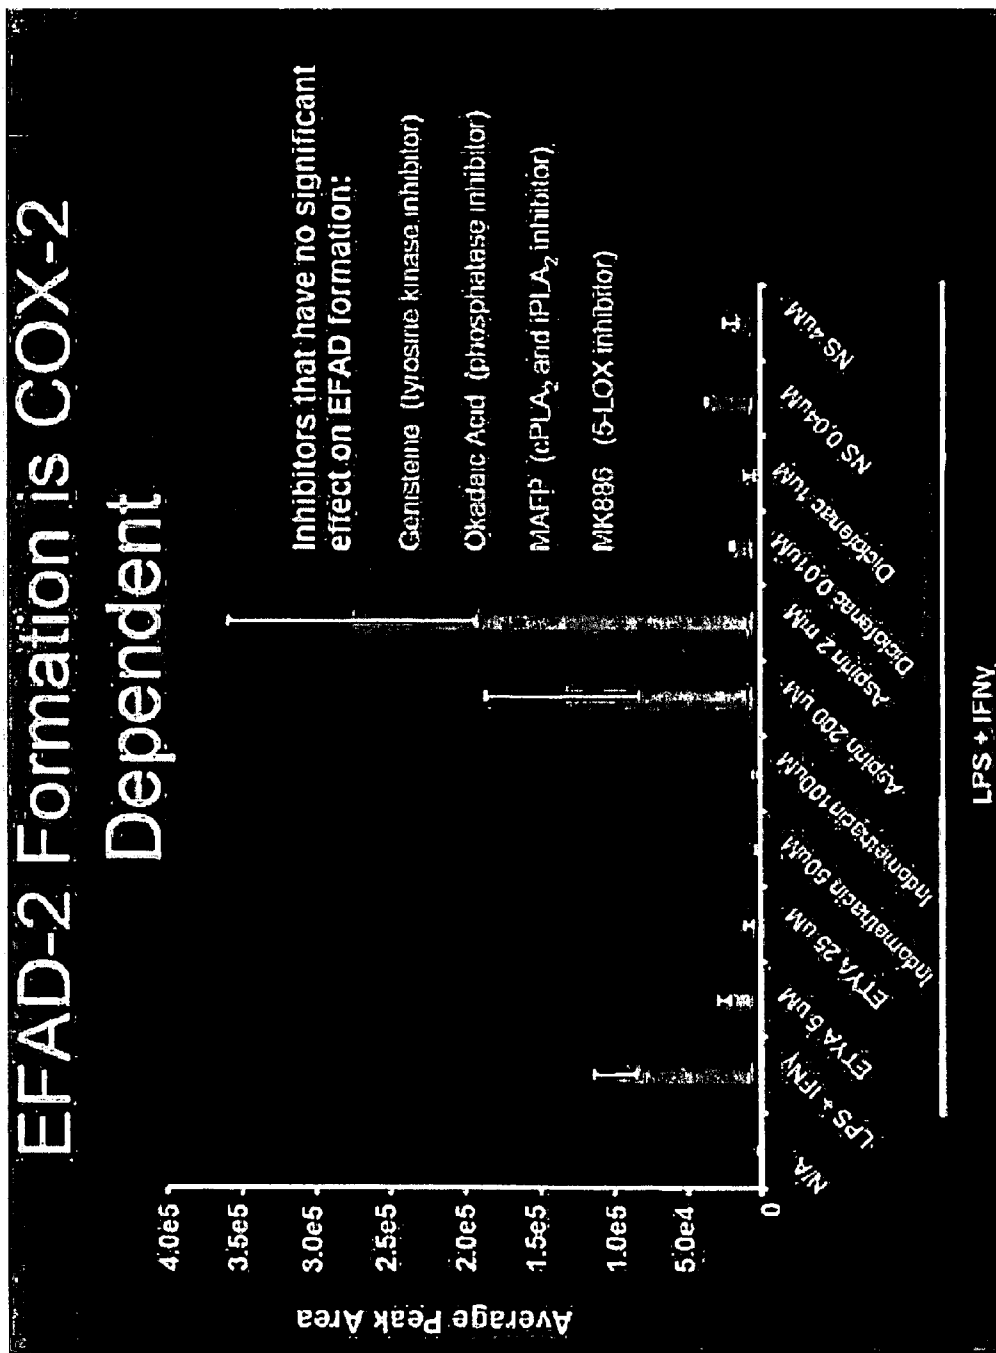 EFAD-2 Formation is COX-2
Dependent
Inhibitors that have no significant
effect on EFAD formation:
Genisteine (tyrosine kinase inhibitor)
Okadaic Acid (phosphatase inhibitor)
MAFP (cPLA₂ and iPLA₂ inhibitor)
MK886 (5-LOX inhibitor)
Average Peak Area
4.0e5
3.5e5
3.0e5
2.5e5
2.0e5
1.5e5
1.0e5
5.0e4
0
N/A
LPS + IFNγ
ETYA 5 uM
ETYA 25 uM
Indomethacin 50uM
Indomethacin 100uM
Aspirin 200 uM
Aspirin 2 mM
Diclofenac 0.01uM
Diclofenac 1uM
NS 0.04uM
NS 4uM
LPS + IFNγ